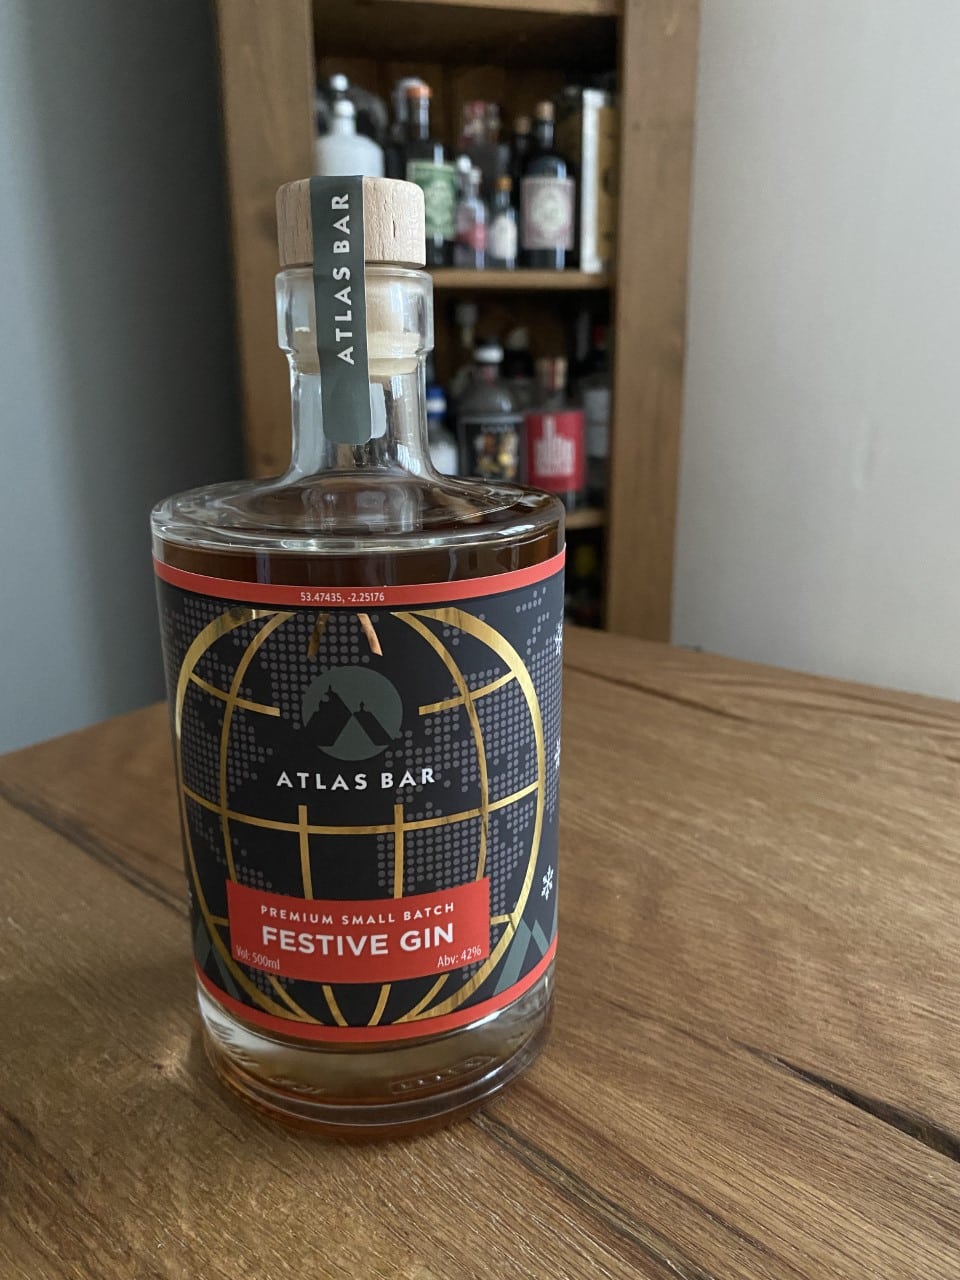 ATLAS BAR
53.47435, -2.25176
ATLAS BAR
PREMIUM SMALL BATCH
FESTIVE GIN
Vol: 500ml
Abv: 42%